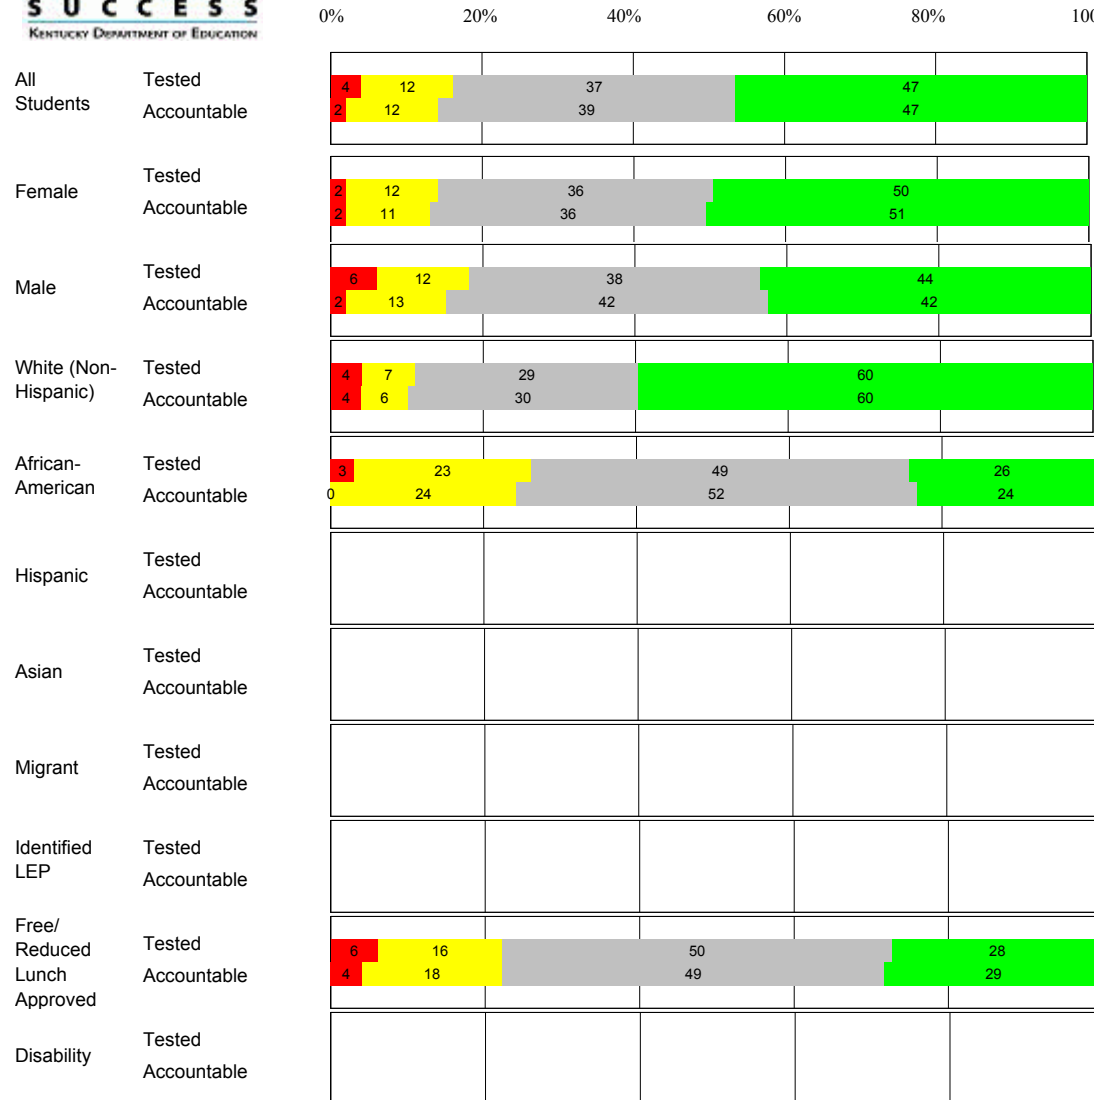 SUCCESS
KENTUCKY DEPARTMENT OF EDUCATION
0% 20% 40% 60% 80% 100
All Students
Tested 4 12 37 47
Accountable 2 12 39 47
Female
Tested 2 12 36 50
Accountable 2 11 36 51
Male
Tested 6 12 38 44
Accountable 2 13 42 42
White (Non-
Hispanic)
Tested 4 7 29 60
Accountable 4 6 30 60
African-
American
Tested 3 23 49 26
Accountable 0 24 52 24
Hispanic
Tested
Accountable
Asian
Tested
Accountable
Migrant
Tested
Accountable
Identified
LEP
Tested
Accountable
Free/
Reduced
Lunch
Approved
Tested 6 16 50 28
Accountable 4 18 49 29
Disability
Tested
Accountable